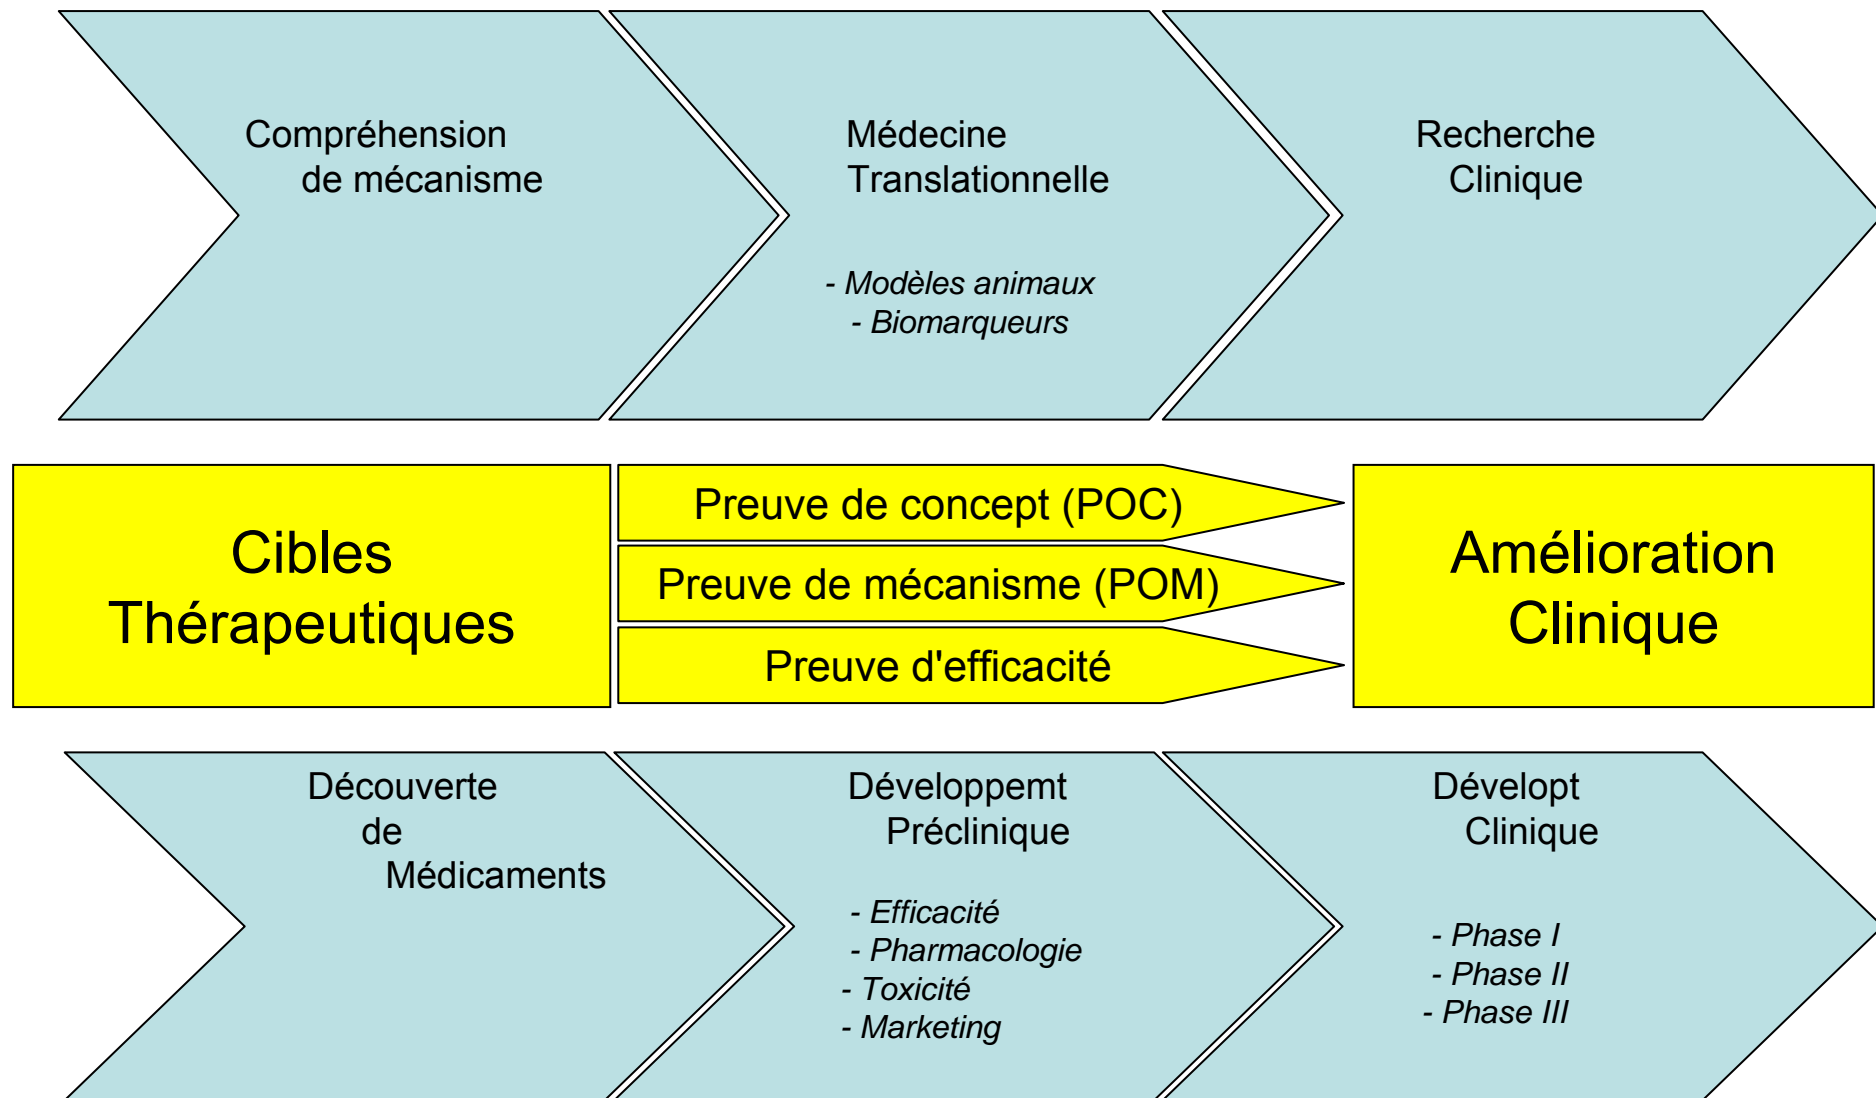 Compréhension
de mécanisme
Médecine
Translationnelle
- Modèles animaux
- Biomarqueurs
Recherche
Clinique
Cibles
Thérapeutiques
Preuve de concept (POC)
Preuve de mécanisme (POM)
Preuve d'efficacité
Amélioration
Clinique
Découverte
de
Médicaments
Développemt
Préclinique
- Efficacité
- Pharmacologie
- Toxicité
- Marketing
Dévelopt
Clinique
- Phase I
- Phase II
- Phase III